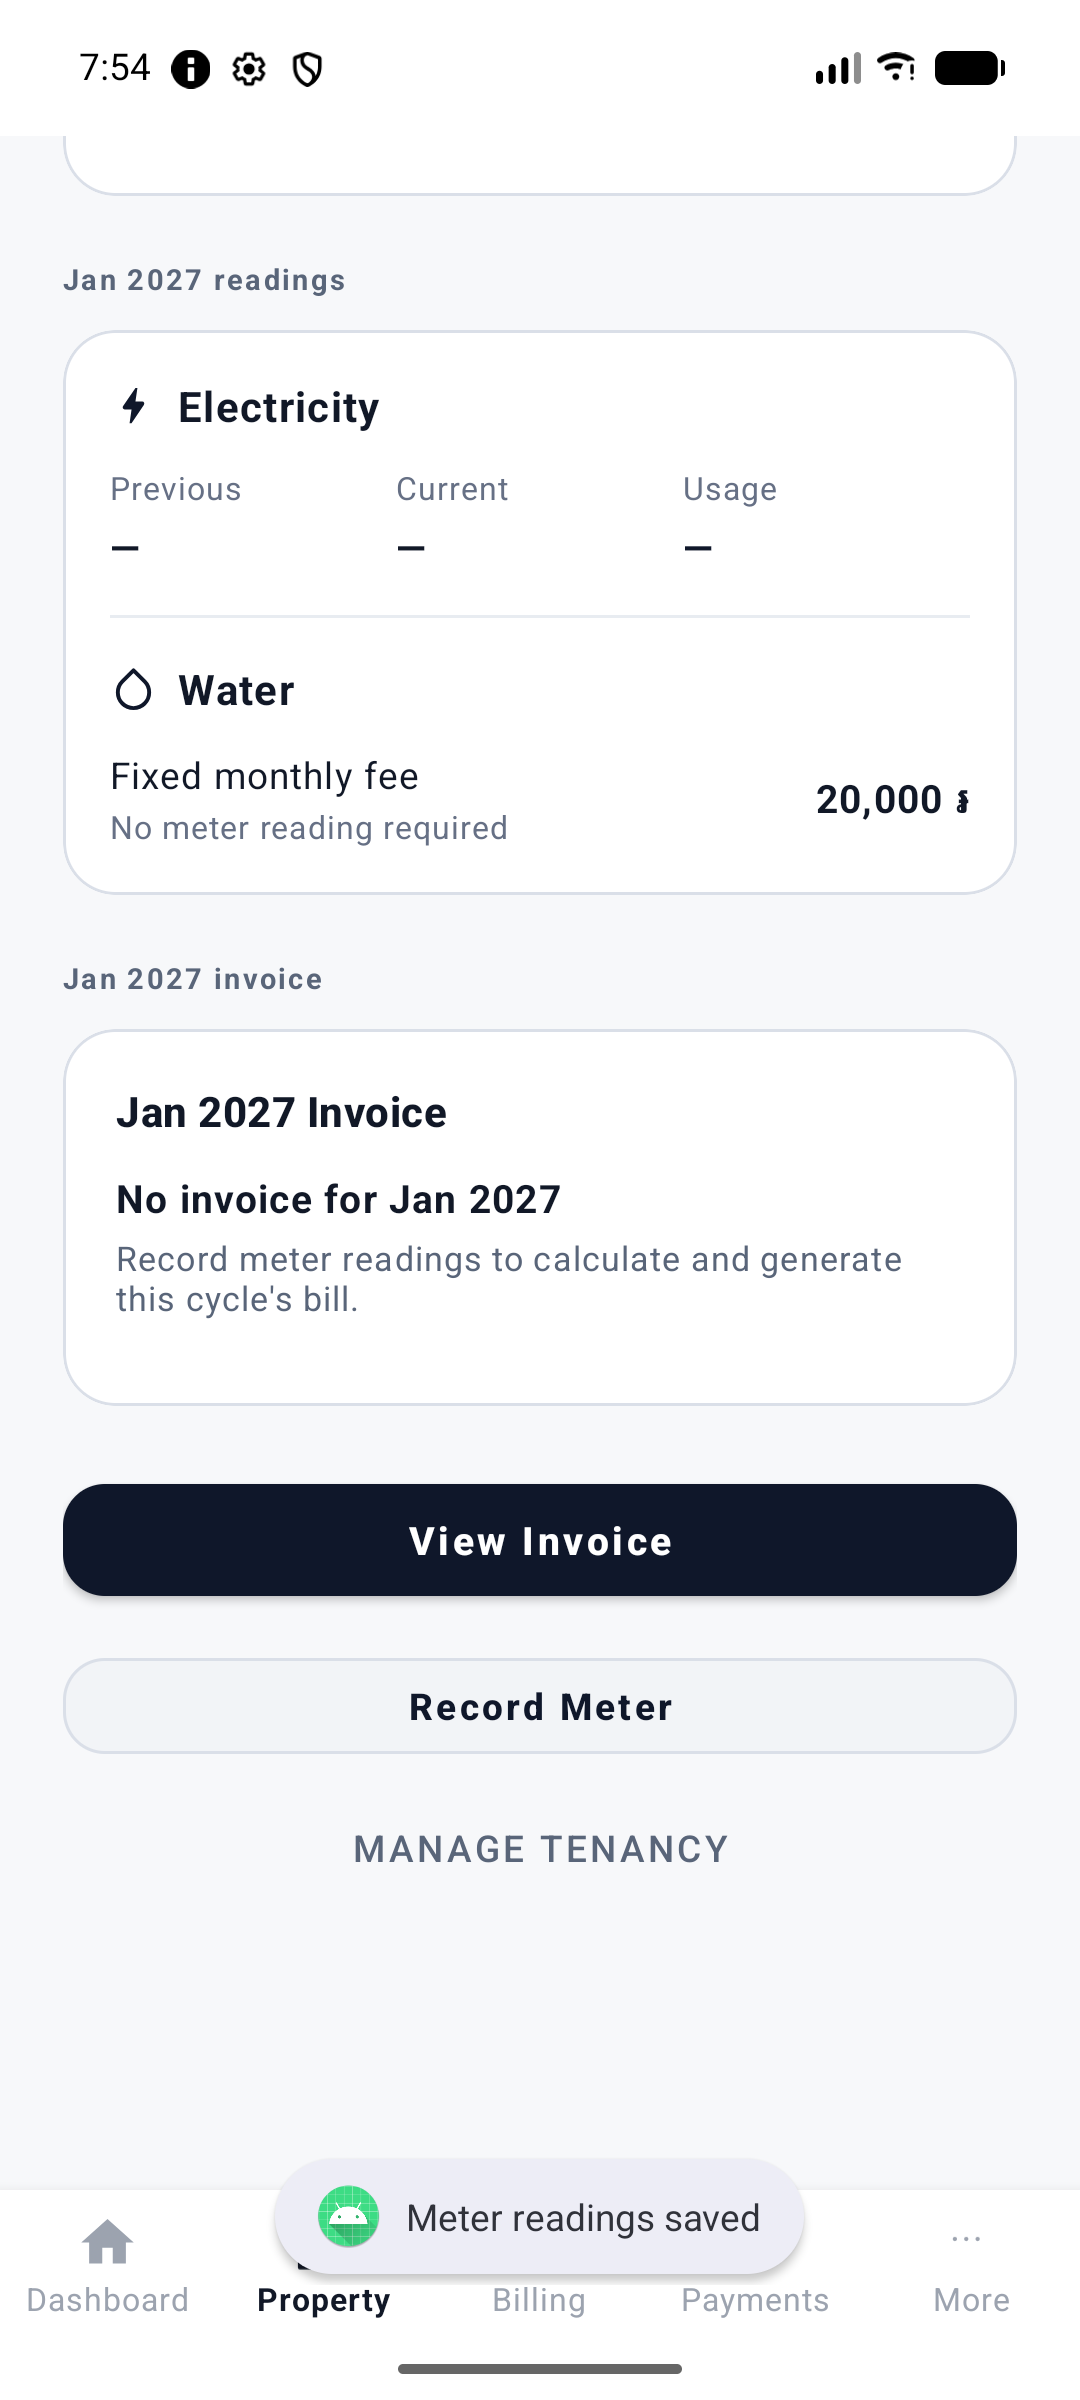 7:54
Jan 2027 readings
Electricity
Previous Current Usage
– – –
Water
Fixed monthly fee
20,000 ៛
No meter reading required
Jan 2027 invoice
Jan 2027 Invoice
No invoice for Jan 2027
Record meter readings to calculate and generate
this cycle's bill.
View Invoice
Record Meter
MANAGE TENANCY
Meter readings saved
Dashboard Property Billing Payments More